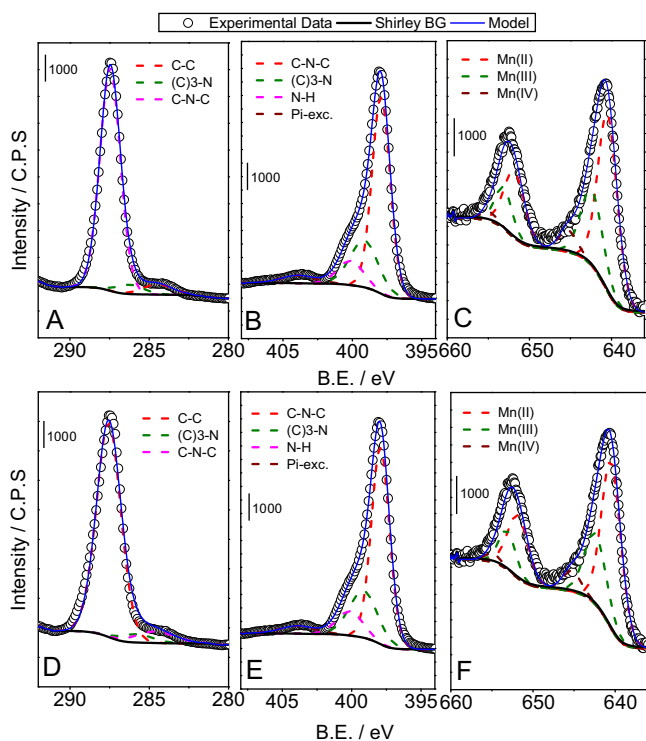 Experimental Data Shirley BG Model
1000
C-C
(C)3-N
C-N-C
A
290 285 280
1000
C-N-C
(C)3-N
N-H
Pi-exc.
B
405 400 395
1000
Mn(II)
Mn(III)
Mn(IV)
C
660 650 640
Intensity / C.P.S
B.E. / eV
1000
C-C
(C)3-N
C-N-C
D
290 285 280
1000
C-N-C
(C)3-N
N-H
Pi-exc.
E
405 400 395
1000
Mn(II)
Mn(III)
Mn(IV)
F
660 650 640
Intensity / C.P.S
B.E. / eV